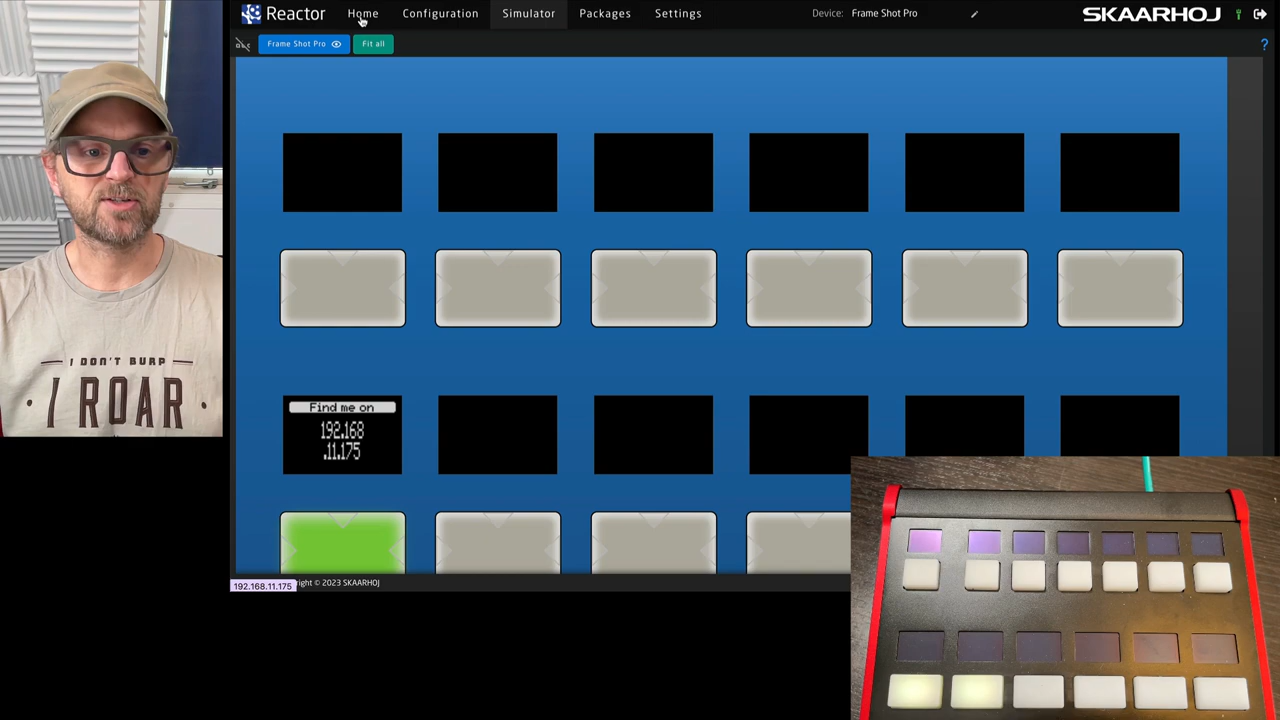 Reactor
Home
Configuration
Simulator
Packages
Settings
Device:
Frame Shot Pro
SKAARHOJ
Frame Shot Pro
Fit all
?
I DON'T BURP
I ROAR
Find me on
192.168
.11.175
192.168.11.175
right © 2023 SKAARHOJ